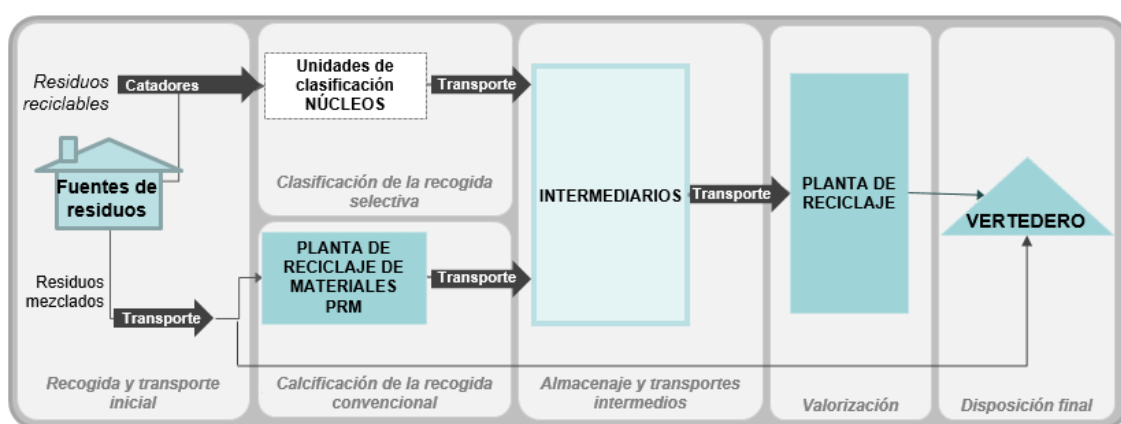 Residuos
reciclables
Catadores
Fuentes de
residuos
Residuos
mezclados
Transporte
Recogida y transporte
inicial
Unidades de
clasificación
NÚCLEOS
Transporte
Clasificación de la recogida
selectiva
PLANTA DE
RECICLAJE DE
MATERIALES
PRM
Transporte
Calcificación de la recogida
convencional
INTERMEDIARIOS
Transporte
Almacenaje y transportes
intermedios
PLANTA DE
RECICLAJE
Valorización
VERTEDERO
Disposición final